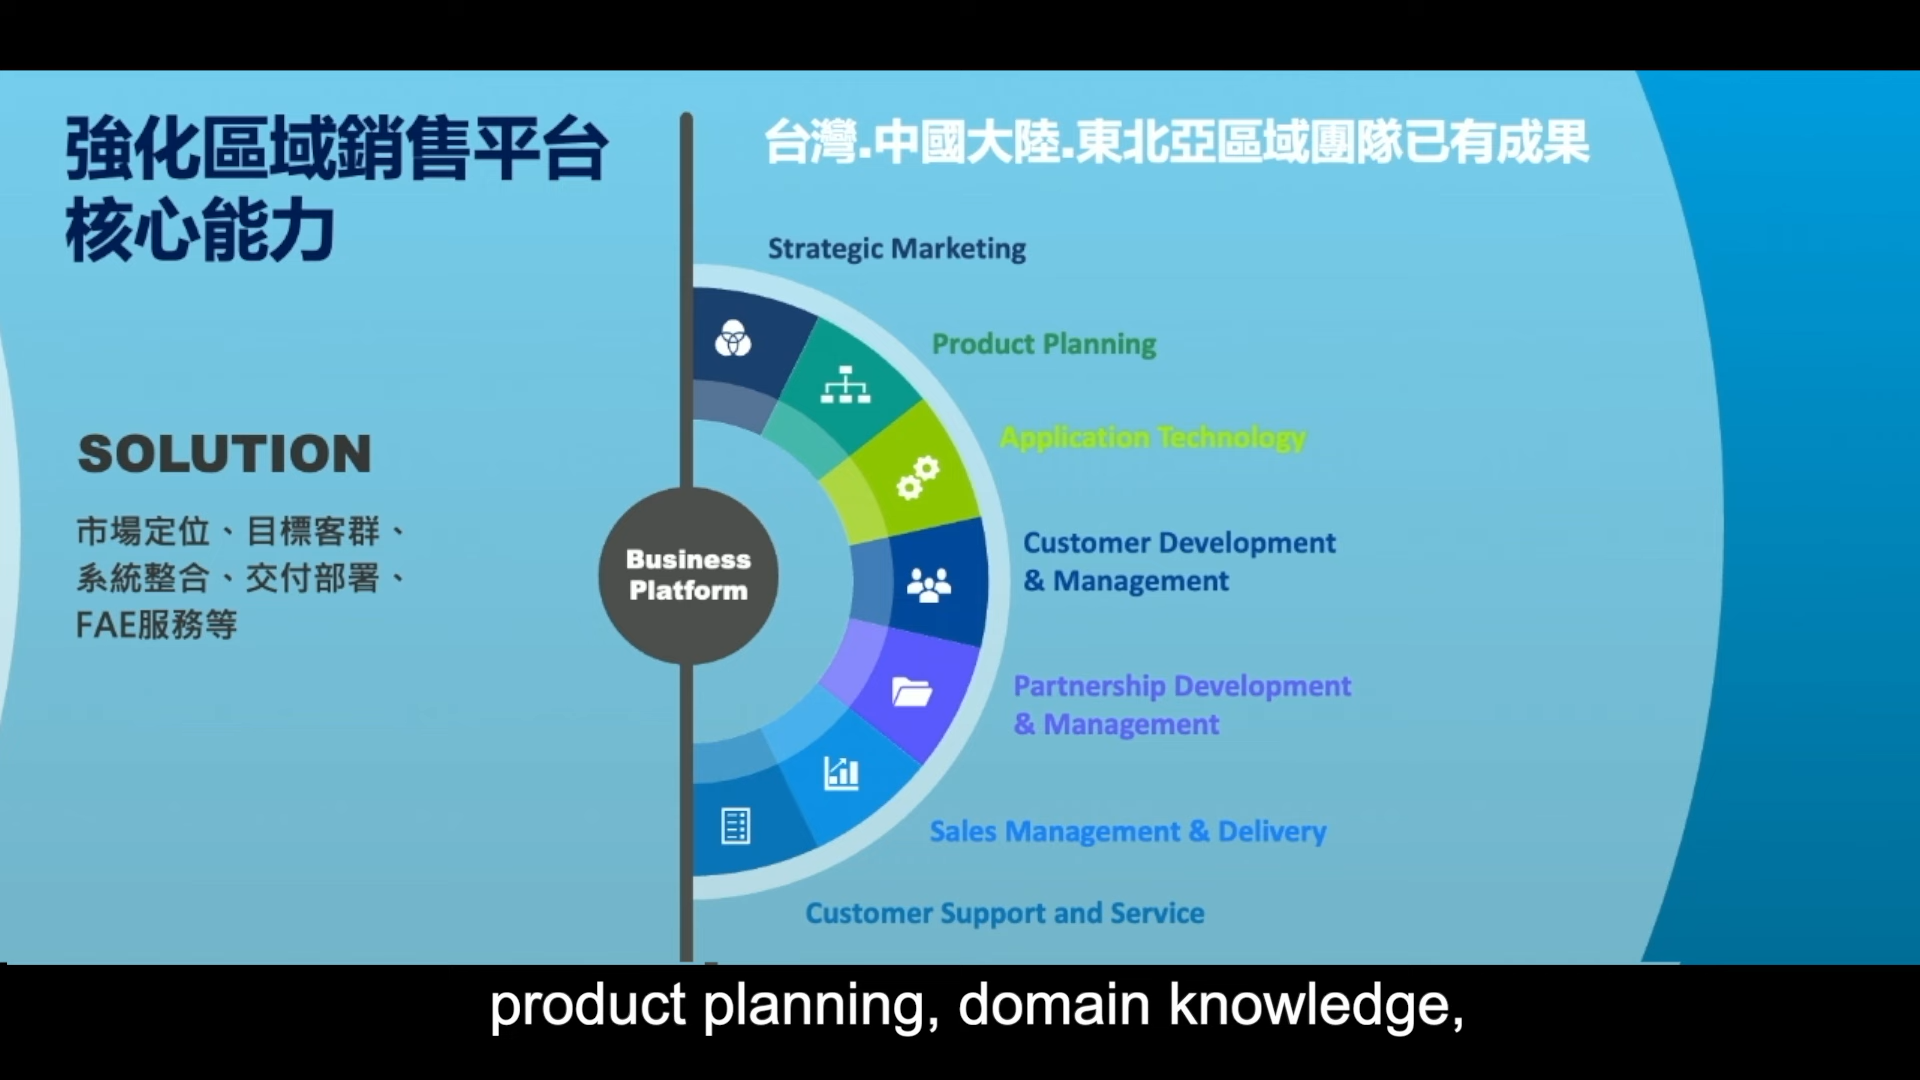 強化區域銷售平台
核心能力
SOLUTION
市場定位、目標客群、
系統整合、交付部署、
FAE服務等
台灣.中國大陸.東北亞區域團隊已有成果
Business
Platform
Strategic Marketing
Product Planning
Application Technology
Customer Development
& Management
Partnership Development
& Management
Sales Management & Delivery
Customer Support and Service
product planning, domain knowledge,